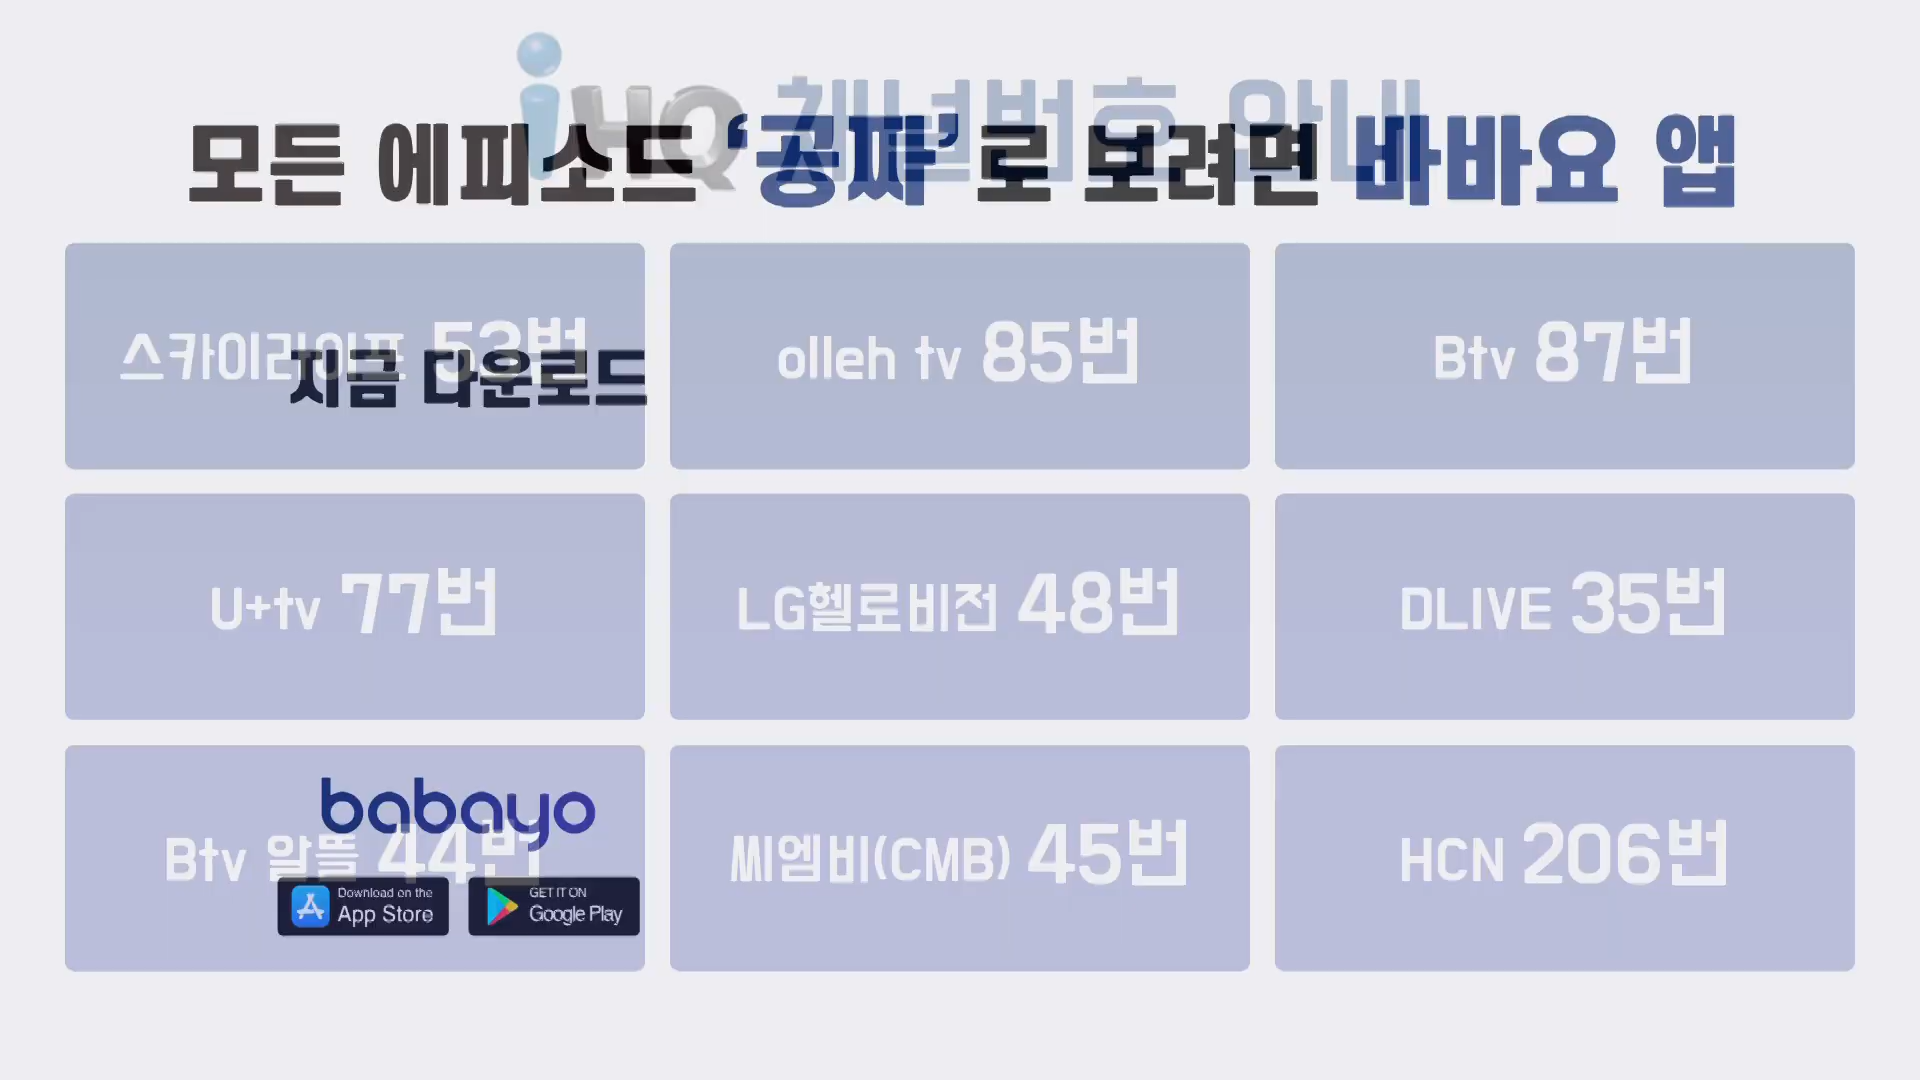 iHQ 채널번호 안내
모든 에피소드 ‘공짜’로 보려면 바바요 앱
스카이라이프 53번
olleh tv 85번
Btv 87번
지금 다운로드
U+tv 77번
LG헬로비전 48번
DLIVE 35번
babayo
Btv 알뜰 44번
씨엠비(CMB) 45번
HCN 206번
Download on the
App Store
GET IT ON
Google Play